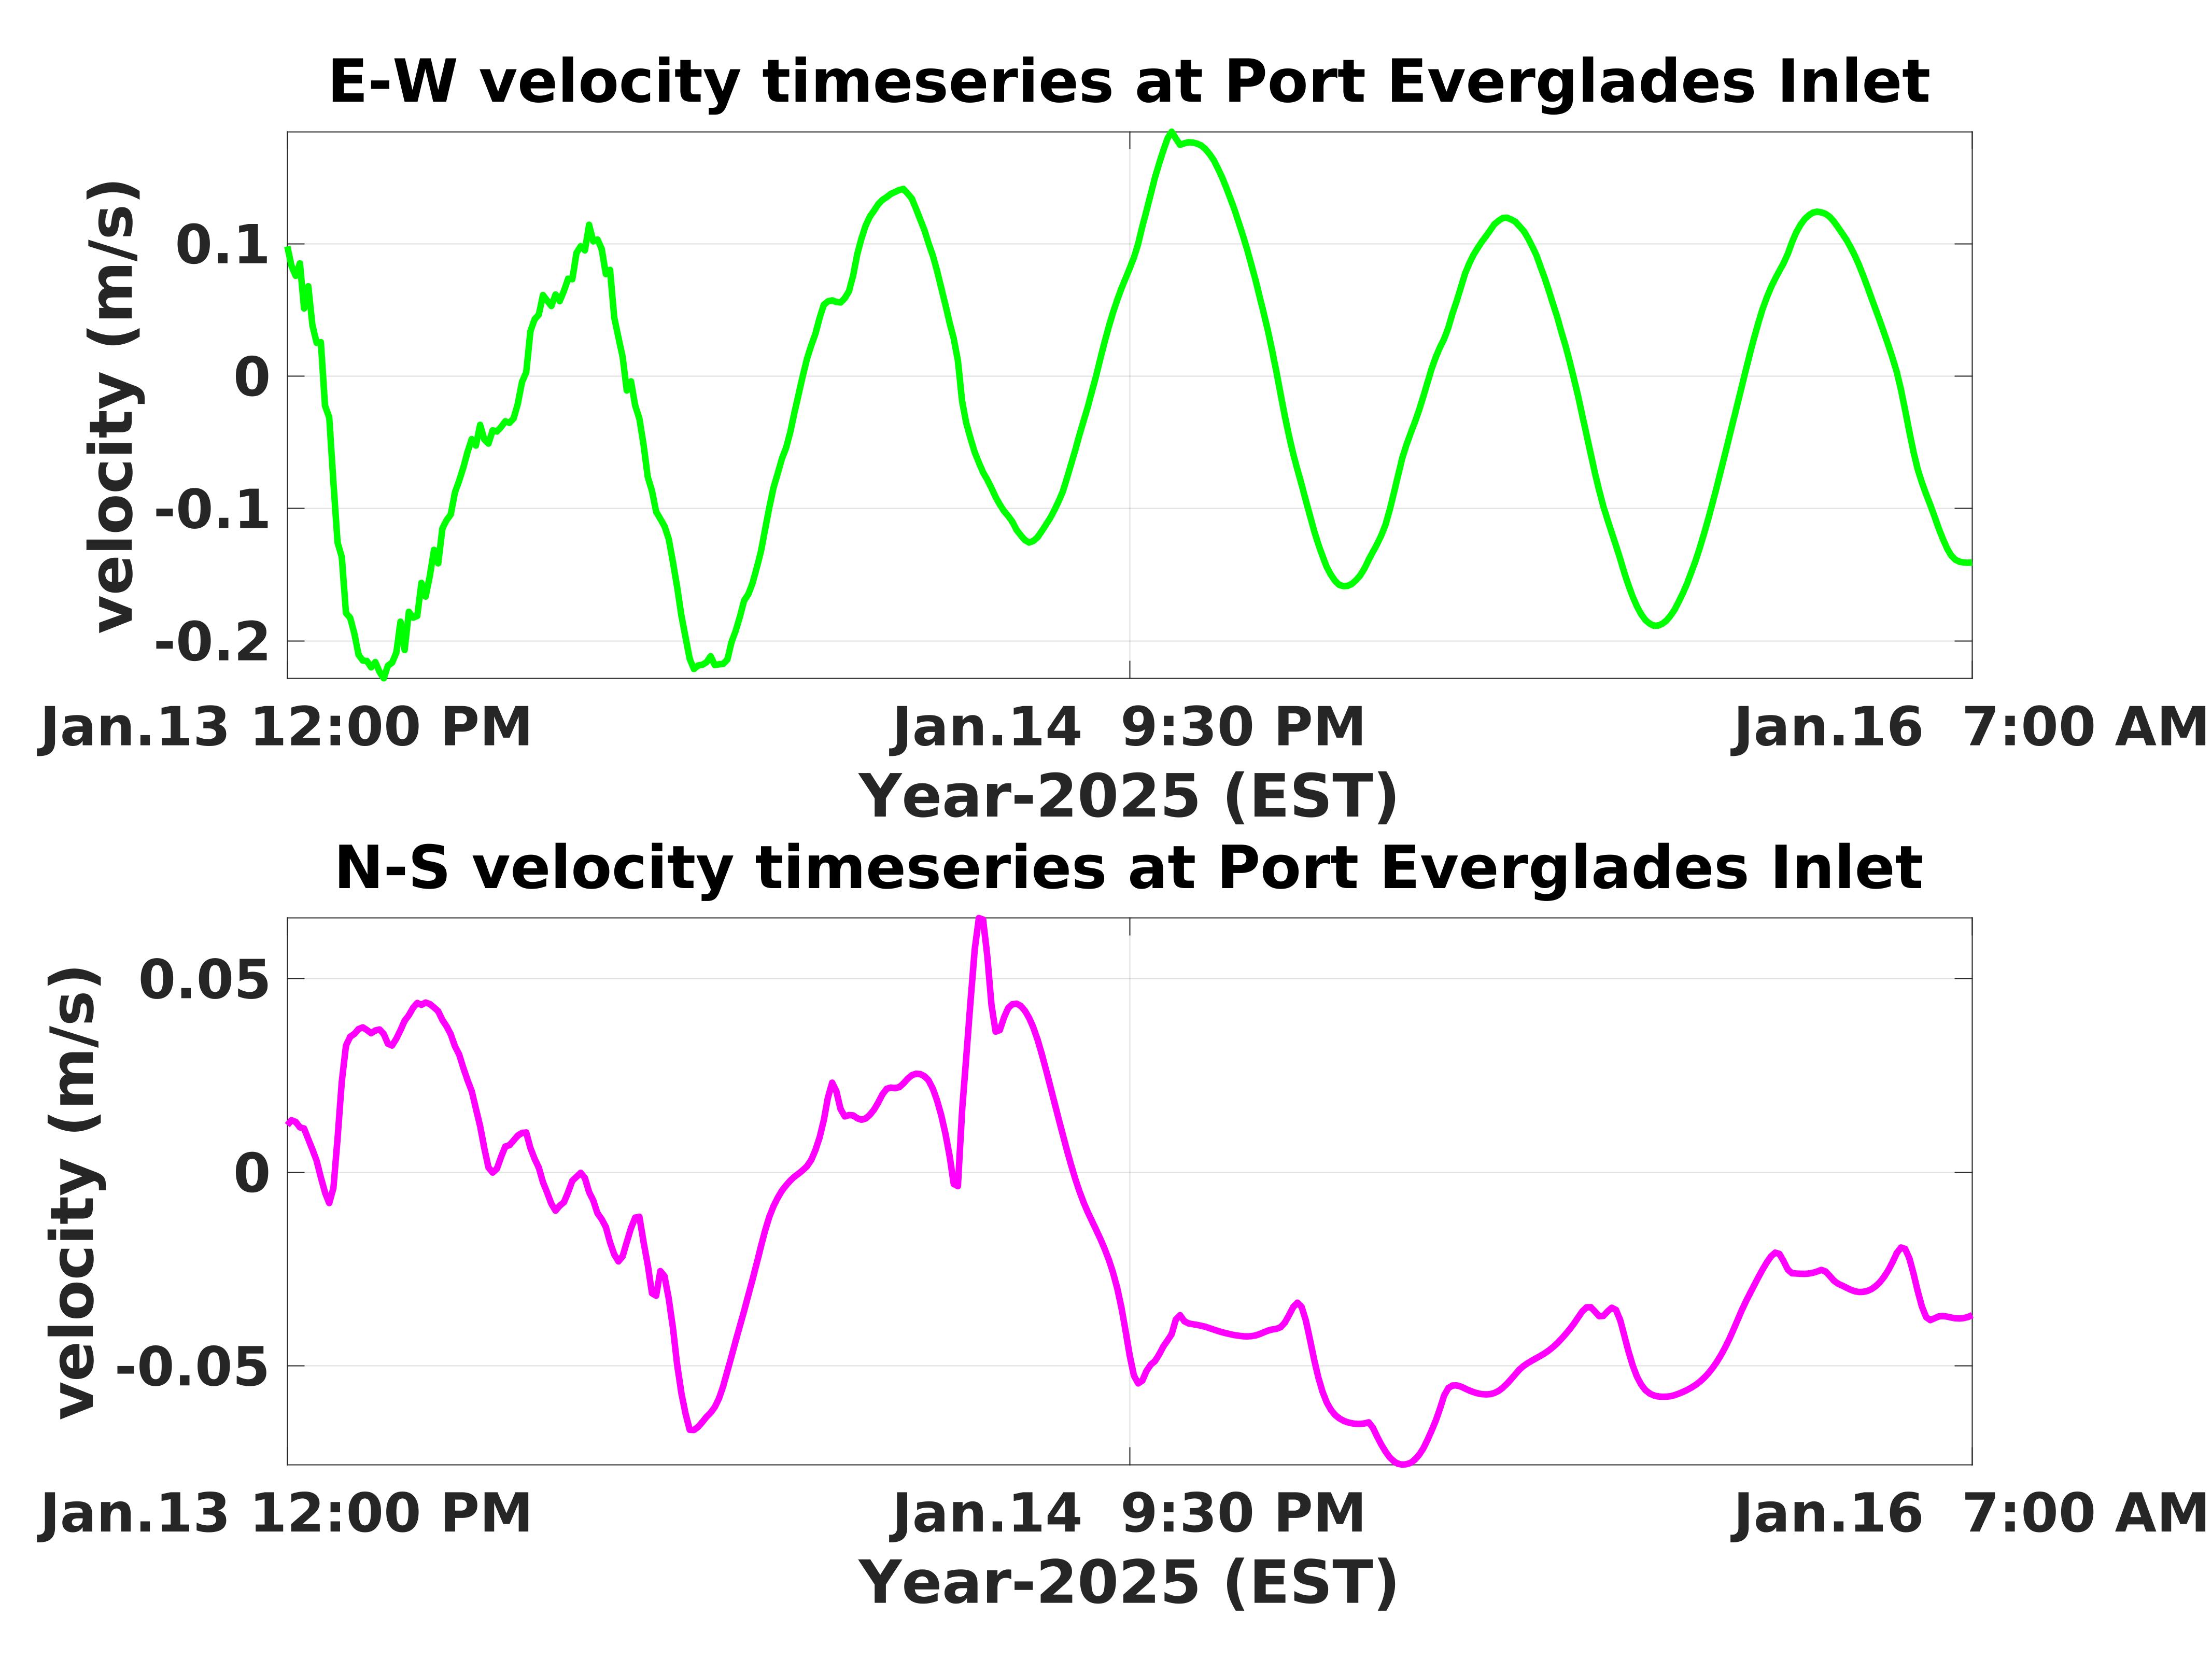 E-W velocity timeseries at Port Everglades Inlet
velocity (m/s)
0.1
0
-0.1
-0.2
Jan.13 12:00 PM
Jan.14 9:30 PM
Jan.16 7:00 AM
Year-2025 (EST)
N-S velocity timeseries at Port Everglades Inlet
velocity (m/s)
0.05
0
-0.05
Jan.13 12:00 PM
Jan.14 9:30 PM
Jan.16 7:00 AM
Year-2025 (EST)